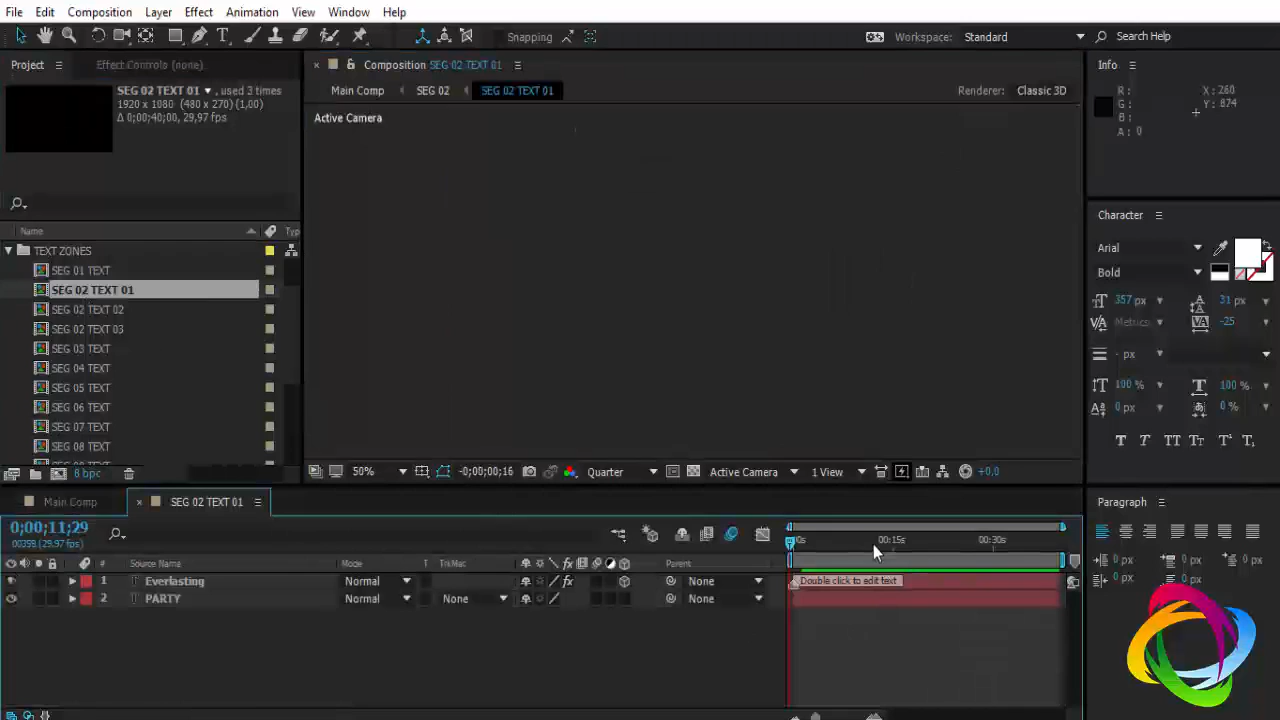 File Edit Composition Layer Effect Animation View Window Help
Snapping Workspace: Standard Search Help
Project Effect Controls (none) Composition SEG 02 TEXT 01 Info
SEG 02 TEXT 01 , used 3 times
1920 x 1080 (480 x 270) (1,00)
Δ 0;00;40;00, 29,97 fps
Main Comp SEG 02 SEG 02 TEXT 01 Renderer: Classic 3D
Active Camera
R :
G :
B :
A : 0
X : 260
Y : 874
Name Typ
TEXT ZONES
SEG 01 TEXT
SEG 02 TEXT 01
SEG 02 TEXT 02
SEG 02 TEXT 03
SEG 03 TEXT
SEG 04 TEXT
SEG 05 TEXT
SEG 06 TEXT
SEG 07 TEXT
SEG 08 TEXT
8 bpc
Character
Arial
Bold
357 px 31 px
Metrics -25
- px
100 % 100 %
0 px 0 %
T T TT Tт T¹ T,
50% -0;00;00;16 Quarter Active Camera 1 View +0,0
Main Comp SEG 02 TEXT 01
0;00;11;29
00359 (29.97 fps)
00s 00:15s 00:30s
# Source Name Mode T TrkMat Parent
1 Everlasting Normal None
2 PARTY Normal None None
Double click to edit text
Paragraph
0 px 0 px 0 px
0 px 0 px